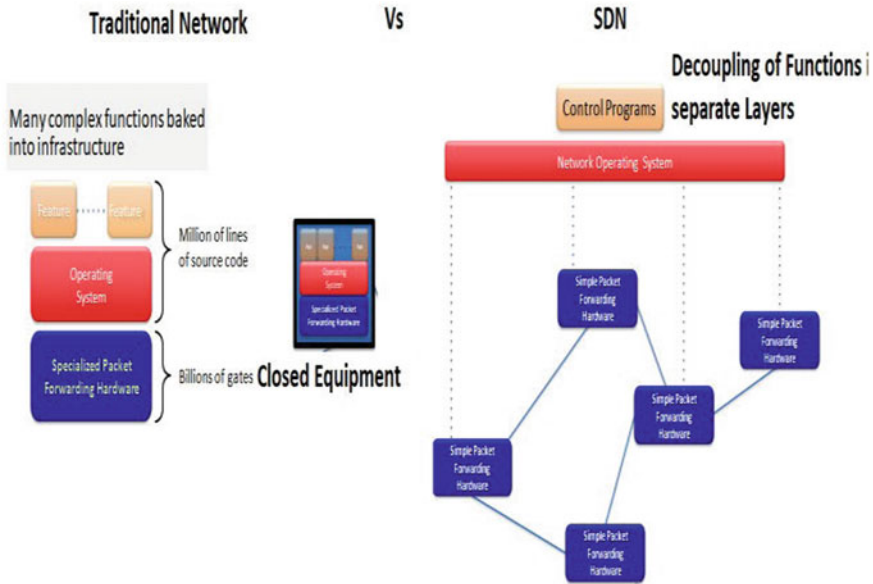 Traditional Network
Vs
SDN
Many complex functions baked
into infrastructure
Feature
Feature
Million of lines
of source code
Operating
System
Specialized Packet
Forwarding Hardware
Billions of gates
Operating
System
Specialized Packet
Forwarding Hardware
Closed Equipment
Decoupling of Functions i
separate Layers
Control Programs
Network Operating System
Simple Packet
Forwarding
Hardware
Simple Packet
Forwarding
Hardware
Simple Packet
Forwarding
Hardware
Simple Packet
Forwarding
Hardware
Simple Packet
Forwarding
Hardware